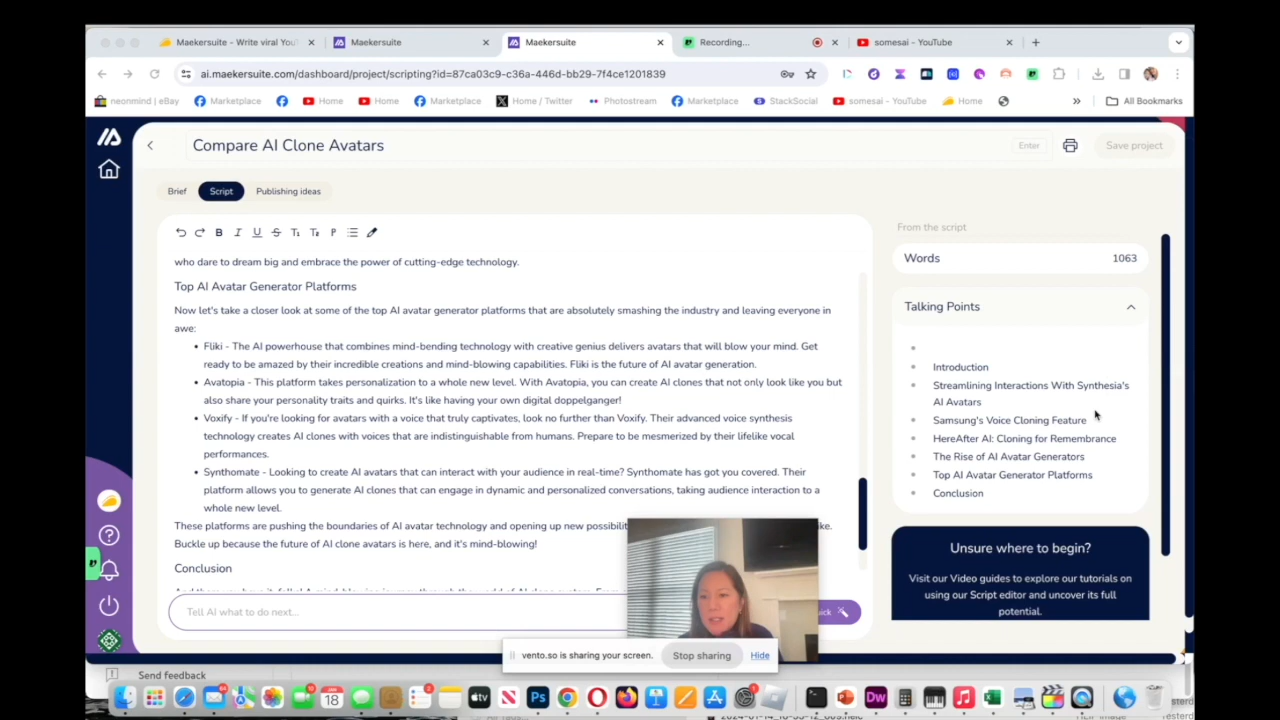 Maekersuite - Write viral You
Maekersuite
Maekersuite
Recording...
somesai - YouTube
ai.maekersuite.com/dashboard/project/scripting?id=87ca03c9-c36a-446d-bb29-7f4ce1201839
neonmind | eBay
Marketplace
Home
Home
Marketplace
Home / Twitter
Photostream
Marketplace
StackSocial
somesai - YouTube
Home
»
All Bookmarks
Compare AI Clone Avatars
Enter
Save project
Brief
Script
Publishing ideas
B I U S T₁ T₂ P
who dare to dream big and embrace the power of cutting-edge technology.
Top AI Avatar Generator Platforms
Now let's take a closer look at some of the top AI avatar generator platforms that are absolutely smashing the industry and leaving everyone in
awe:
• Fliki - The AI powerhouse that combines mind-bending technology with creative genius delivers avatars that will blow your mind. Get
ready to be amazed by their incredible creations and mind-blowing capabilities. Fliki is the future of AI avatar generation.
• Avatopia - This platform takes personalization to a whole new level. With Avatopia, you can create AI clones that not only look like you but
also share your personality traits and quirks. It's like having your own digital doppelganger!
• Voxify - If you're looking for avatars with a voice that truly captivates, look no further than Voxify. Their advanced voice synthesis
technology creates AI clones with voices that are indistinguishable from humans. Prepare to be mesmerized by their lifelike vocal
performances.
• Synthomate - Looking to create AI avatars that can interact with your audience in real-time? Synthomate has got you covered. Their
platform allows you to generate AI clones that can engage in dynamic and personalized conversations, taking audience interaction to a
whole new level.
These platforms are pushing the boundaries of AI avatar technology and opening up new possibilit
Buckle up because the future of AI clone avatars is here, and it's mind-blowing!
Conclusion
Tell AI what to do next...
From the script
Words 1063
Talking Points
• Introduction
• Streamlining Interactions With Synthesia's
AI Avatars
• Samsung's Voice Cloning Feature
• HereAfter AI: Cloning for Remembrance
• The Rise of AI Avatar Generators
• Top AI Avatar Generator Platforms
• Conclusion
Unsure where to begin?
Visit our Video guides to explore our tutorials on
using our Script editor and uncover its full
potential.
vento.so is sharing your screen.
Stop sharing
Hide
Send feedback
JAN
18
tv
Ps
Dw